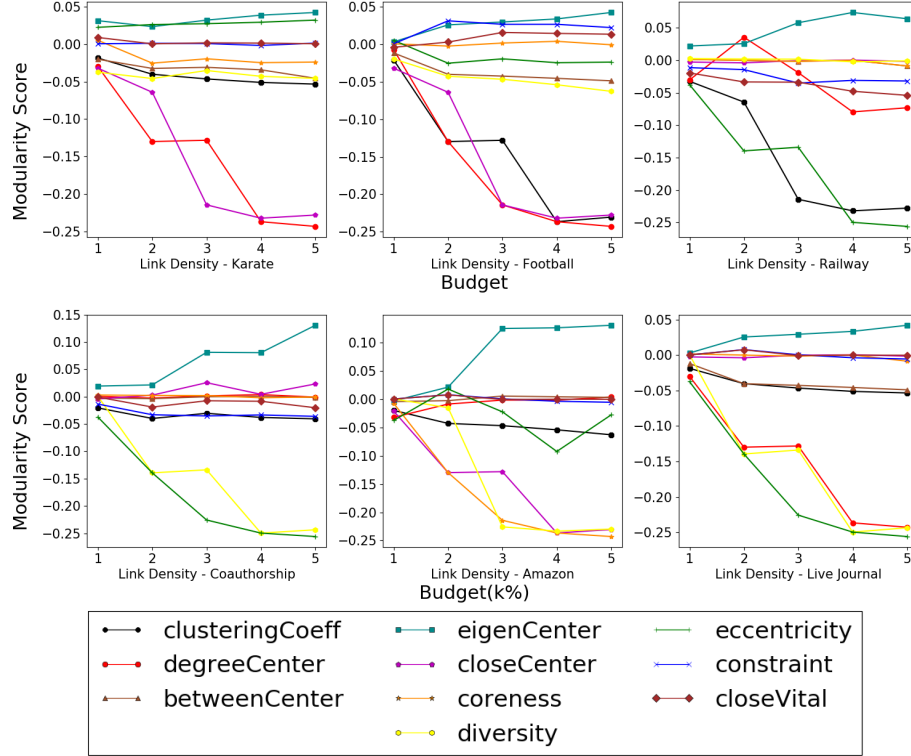 Modularity Score
0.05
0.00
−0.05
−0.10
−0.15
−0.20
−0.25
1 2 3 4 5
Link Density - Karate
0.05
0.00
−0.05
−0.10
−0.15
−0.20
−0.25
1 2 3 4 5
Link Density - Football
Budget
0.05
0.00
−0.05
−0.10
−0.15
−0.20
−0.25
1 2 3 4 5
Link Density - Railway
Modularity Score
0.15
0.10
0.05
0.00
−0.05
−0.10
−0.15
−0.20
−0.25
1 2 3 4 5
Link Density - Coauthorship
0.15
0.10
0.05
0.00
−0.05
−0.10
−0.15
−0.20
−0.25
1 2 3 4 5
Link Density - Amazon
Budget(k%)
0.05
0.00
−0.05
−0.10
−0.15
−0.20
−0.25
1 2 3 4 5
Link Density - Live Journal
clusteringCoeff eigenCenter eccentricity
degreeCenter closeCenter constraint
betweenCenter coreness closeVital
diversity